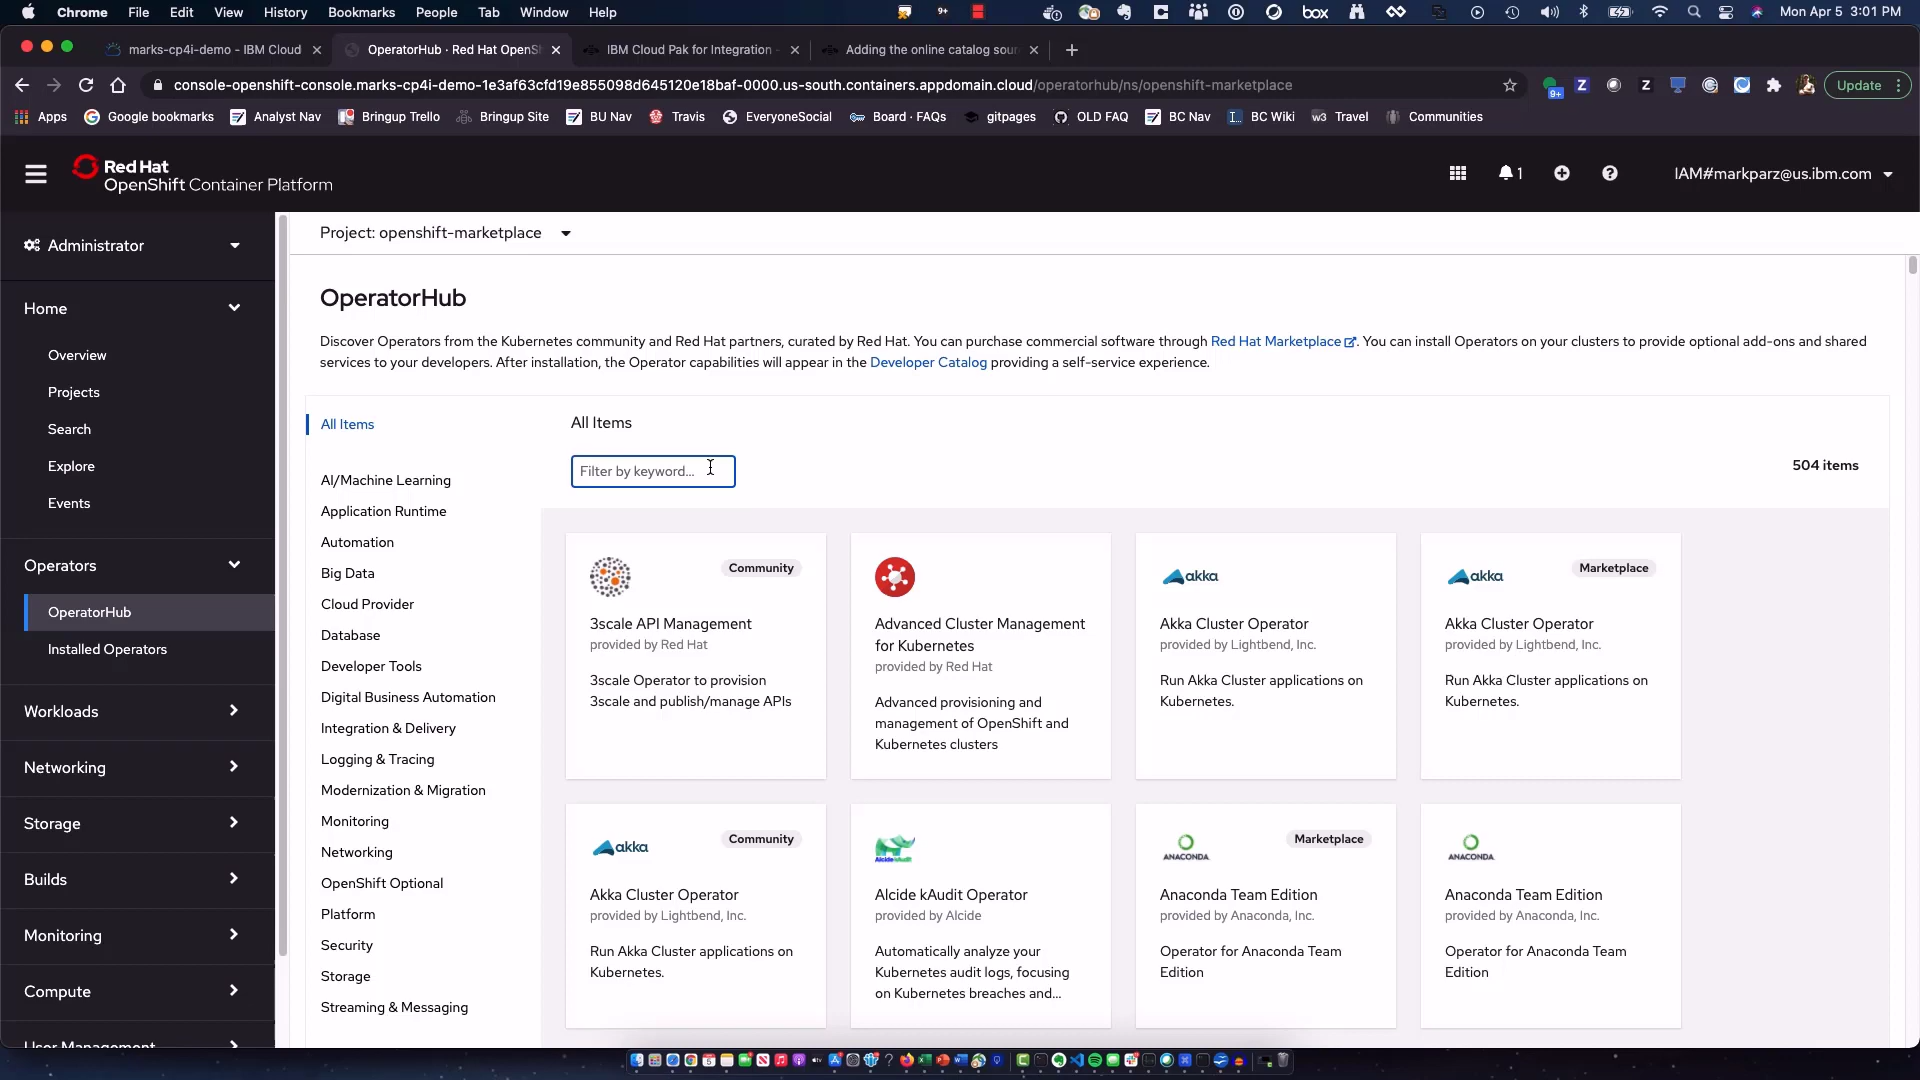 Chrome File Edit View History Bookmarks People Tab Window Help
9+
box
Mon Apr 5 3:01 PM
marks-cp4i-demo - IBM Cloud
OperatorHub · Red Hat OpenSh
IBM Cloud Pak for Integration -
Adding the online catalog sour
console-openshift-console.marks-cp4i-demo-1e3af63cfd19e855098d645120e18baf-0000.us-south.containers.appdomain.cloud/operatorhub/ns/openshift-marketplace
9+
Update
Apps
Google bookmarks
Analyst Nav
Bringup Trello
Bringup Site
BU Nav
Travis
EveryoneSocial
Board · FAQs
gitpages
OLD FAQ
BC Nav
BC Wiki
w3 Travel
Communities
Red Hat
OpenShift Container Platform
1
IAM#markparz@us.ibm.com
Administrator
Home
Overview
Projects
Search
Explore
Events
Operators
OperatorHub
Installed Operators
Workloads
Networking
Storage
Builds
Monitoring
Compute
User Management
Project: openshift-marketplace
OperatorHub
Discover Operators from the Kubernetes community and Red Hat partners, curated by Red Hat. You can purchase commercial software through Red Hat Marketplace. You can install Operators on your clusters to provide optional add-ons and shared
services to your developers. After installation, the Operator capabilities will appear in the Developer Catalog providing a self-service experience.
All Items
AI/Machine Learning
Application Runtime
Automation
Big Data
Cloud Provider
Database
Developer Tools
Digital Business Automation
Integration & Delivery
Logging & Tracing
Modernization & Migration
Monitoring
Networking
OpenShift Optional
Platform
Security
Storage
Streaming & Messaging
All Items
Filter by keyword...
504 items
Community
3scale API Management
provided by Red Hat
3scale Operator to provision
3scale and publish/manage APIs
Advanced Cluster Management
for Kubernetes
provided by Red Hat
Advanced provisioning and
management of OpenShift and
Kubernetes clusters
akka
Akka Cluster Operator
provided by Lightbend, Inc.
Run Akka Cluster applications on
Kubernetes.
akka
Marketplace
Akka Cluster Operator
provided by Lightbend, Inc.
Run Akka Cluster applications on
Kubernetes.
akka
Community
Akka Cluster Operator
provided by Lightbend, Inc.
Run Akka Cluster applications on
Kubernetes.
Alcide kAudit
Alcide kAudit Operator
provided by Alcide
Automatically analyze your
Kubernetes audit logs, focusing
on Kubernetes breaches and...
ANACONDA.
Marketplace
Anaconda Team Edition
provided by Anaconda, Inc.
Operator for Anaconda Team
Edition
ANACONDA.
Anaconda Team Edition
provided by Anaconda, Inc.
Operator for Anaconda Team
Edition